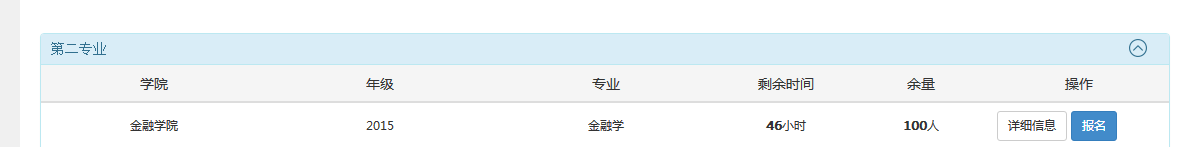 第二专业
学院 年级 专业 剩余时间 余量 操作
金融学院 2015 金融学 46小时 100人 详细信息 报名